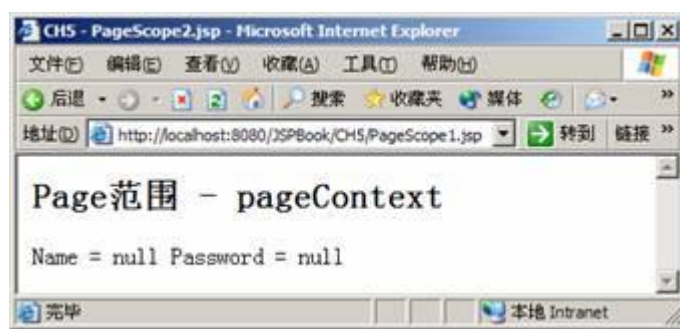 CH5 - PageScope2.jsp - Microsoft Internet Explorer
文件(F) 编辑(E) 查看(V) 收藏(A) 工具(T) 帮助(H)
后退 搜索 收藏夹 媒体 »
地址(D) http://localhost:8080/JSPBook/CH5/PageScope1.jsp 转到 链接 »
Page范围 - pageContext
Name = null Password = null
完毕 本地 Intranet